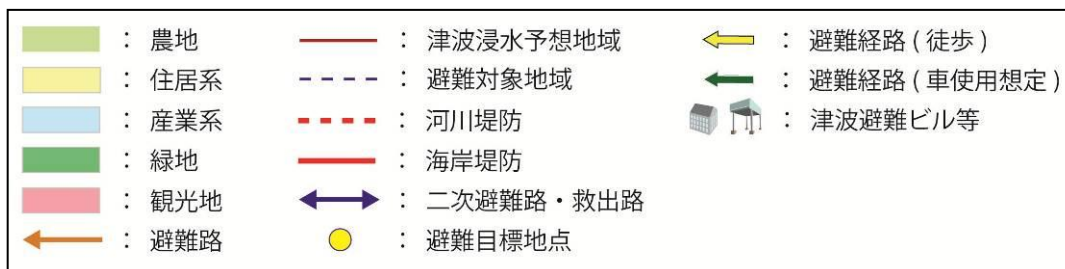 ：農地
：住居系
：産業系
：緑地
：観光地
：避難路
：津波浸水予想地域
：避難対象地域
：河川堤防
：海岸堤防
：二次避難路・救出路
：避難目標地点
：避難経路(徒歩)
：避難経路(車使用想定)
：津波避難ビル等